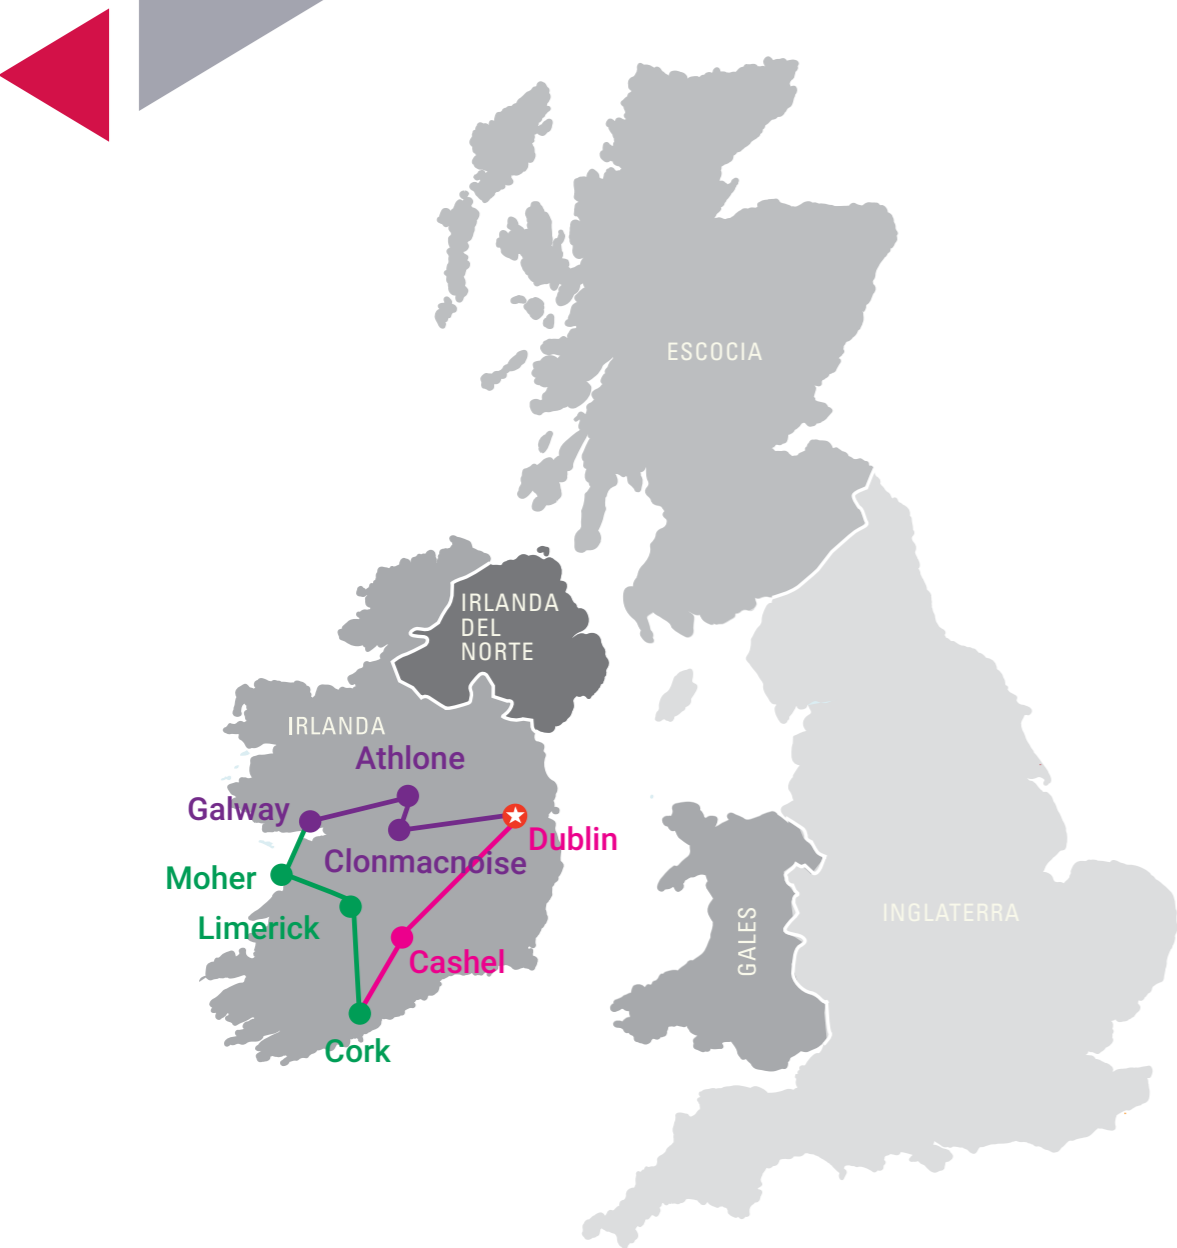 ESCOCIA
IRLANDA
DEL
NORTE
IRLANDA
Athlone
Galway
Dublin
Clonmacnoise
Moher
Limerick
Cashel
Cork
GALES
INGLATERRA